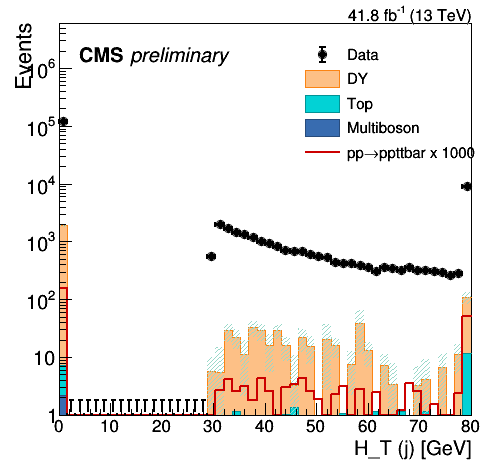 41.8 fb⁻¹ (13 TeV)
Events
CMS preliminary
Data
DY
Top
Multiboson
pp→ppttbar x 1000
10⁶
10⁵
10⁴
10³
10²
10
1
0 10 20 30 40 50 60 70 80
H_T (j) [GeV]